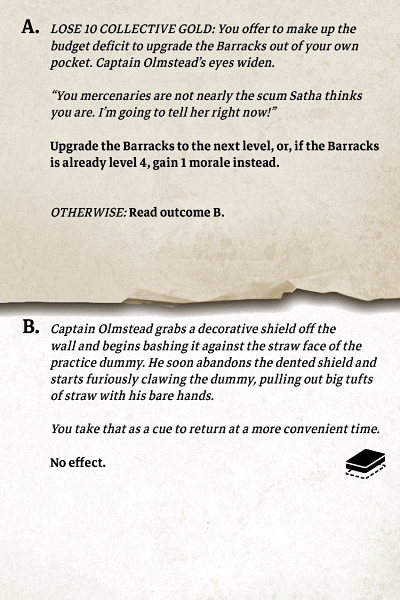 A. LOSE 10 COLLECTIVE GOLD: You offer to make up the
budget deficit to upgrade the Barracks out of your own
pocket. Captain Olmstead’s eyes widen.
“You mercenaries are not nearly the scum Satha thinks
you are. I’m going to tell her right now!”
Upgrade the Barracks to the next level, or, if the Barracks
is already level 4, gain 1 morale instead.
OTHERWISE: Read outcome B.
B. Captain Olmstead grabs a decorative shield off the
wall and begins bashing it against the straw face of the
practice dummy. He soon abandons the dented shield and
starts furiously clawing the dummy, pulling out big tufts
of straw with his bare hands.
You take that as a cue to return at a more convenient time.
No effect.